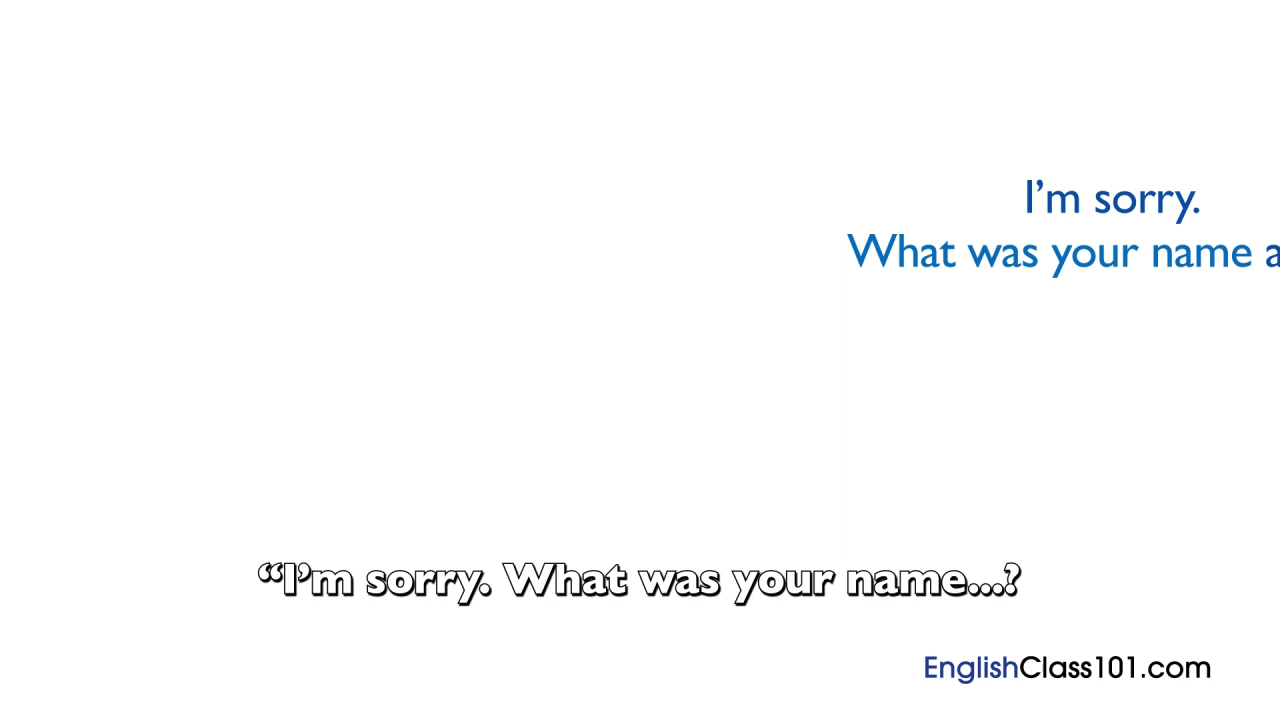 I'm sorry.
What was your name a
“I'm sorry. What was your name...?
EnglishClass101.com